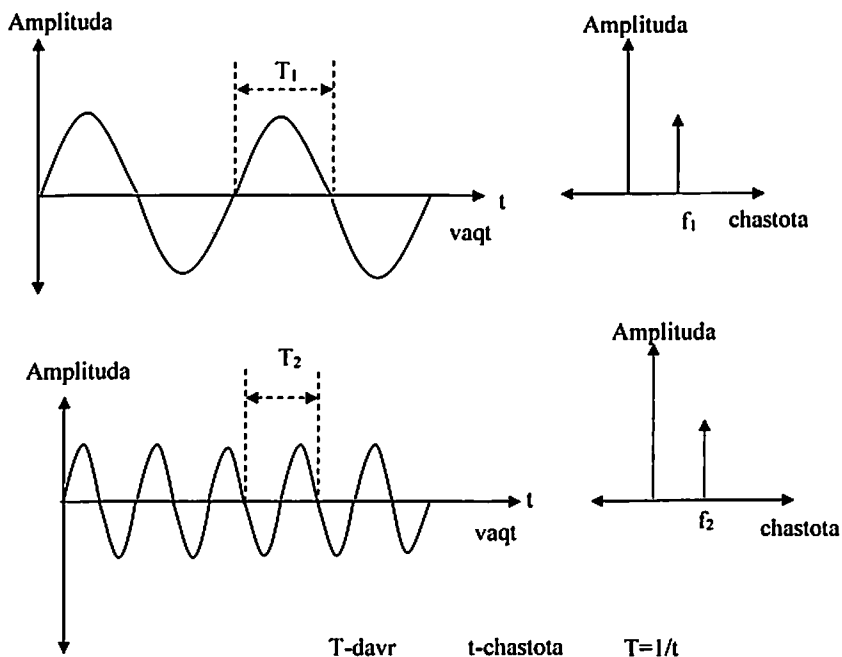 Amplituda
T₁
t
vaqt
Amplituda
f₁ chastota
Amplituda
T₂
t
vaqt
Amplituda
f₂ chastota
T-davr t-chastota T=1/t